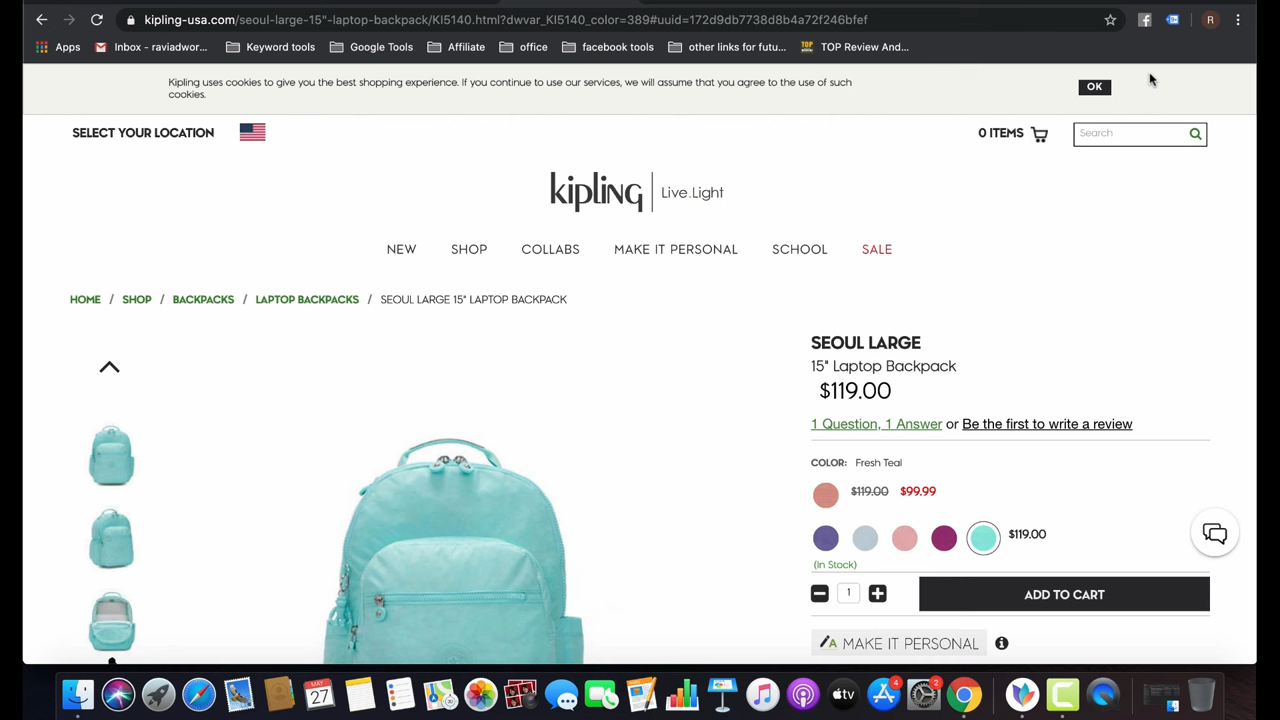 kipling-usa.com/seoul-large-15"-laptop-backpack/KI5140.html?dwvar_KI5140_color=389#uuid=172d9db7738d8b4a72f246bfef
R
Apps
Inbox - raviadwor...
Keyword tools
Google Tools
Affiliate
office
facebook tools
other links for futu...
TOP Review And...
Kipling uses cookies to give you the best shopping experience. If you continue to use our services, we will assume that you agree to the use of such
cookies.
OK
SELECT YOUR LOCATION
0 ITEMS
Search
kipling | Live.Light
NEW
SHOP
COLLABS
MAKE IT PERSONAL
SCHOOL
SALE
HOME / SHOP / BACKPACKS / LAPTOP BACKPACKS / SEOUL LARGE 15" LAPTOP BACKPACK
SEOUL LARGE
15" Laptop Backpack
$119.00
1 Question, 1 Answer or Be the first to write a review
COLOR: Fresh Teal
$119.00 $99.99
$119.00
(In Stock)
1
ADD TO CART
MAKE IT PERSONAL
MAY
27
tv
4
2